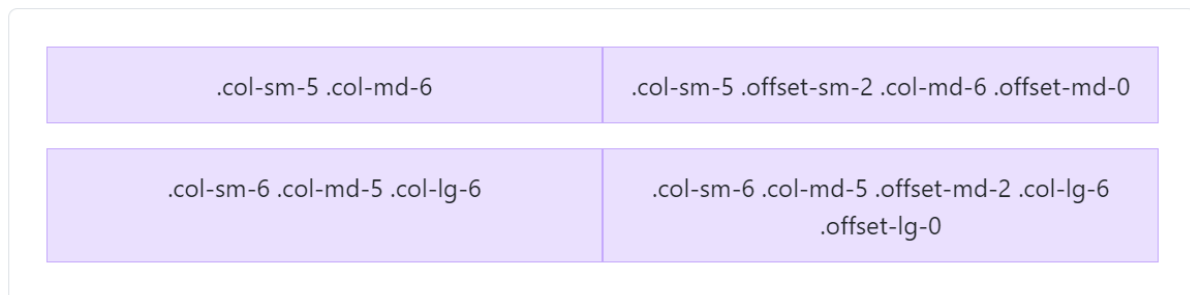 .col-sm-5 .col-md-6
.col-sm-5 .offset-sm-2 .col-md-6 .offset-md-0
.col-sm-6 .col-md-5 .col-lg-6
.col-sm-6 .col-md-5 .offset-md-2 .col-lg-6
.offset-lg-0